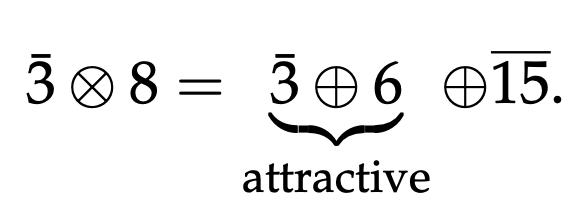 3̄ ⊗ 8 = 3̄ ⊕ 6 ⊕ 1̅5̅.
attractive